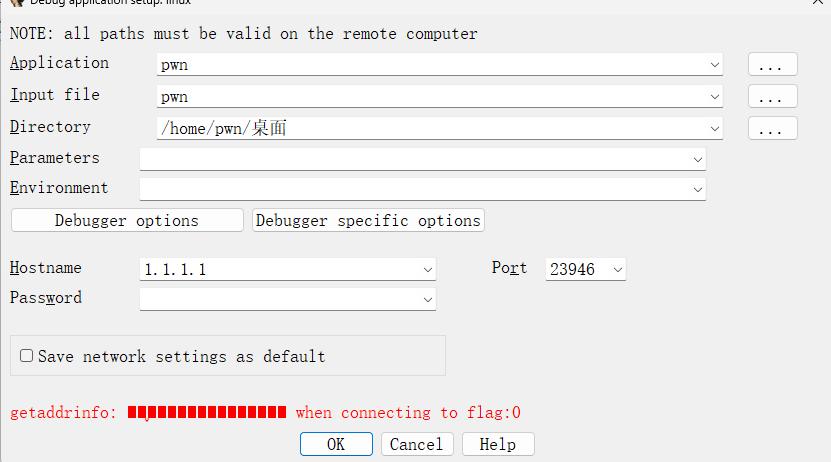 Debug application setup: linux
NOTE: all paths must be valid on the remote computer
Application pwn ...
Input file pwn ...
Directory /home/pwn/桌面 ...
Parameters
Environment
Debugger options Debugger specific options
Hostname 1.1.1.1 Port 23946
Password
Save network settings as default
getaddrinfo: when connecting to flag:0
OK Cancel Help